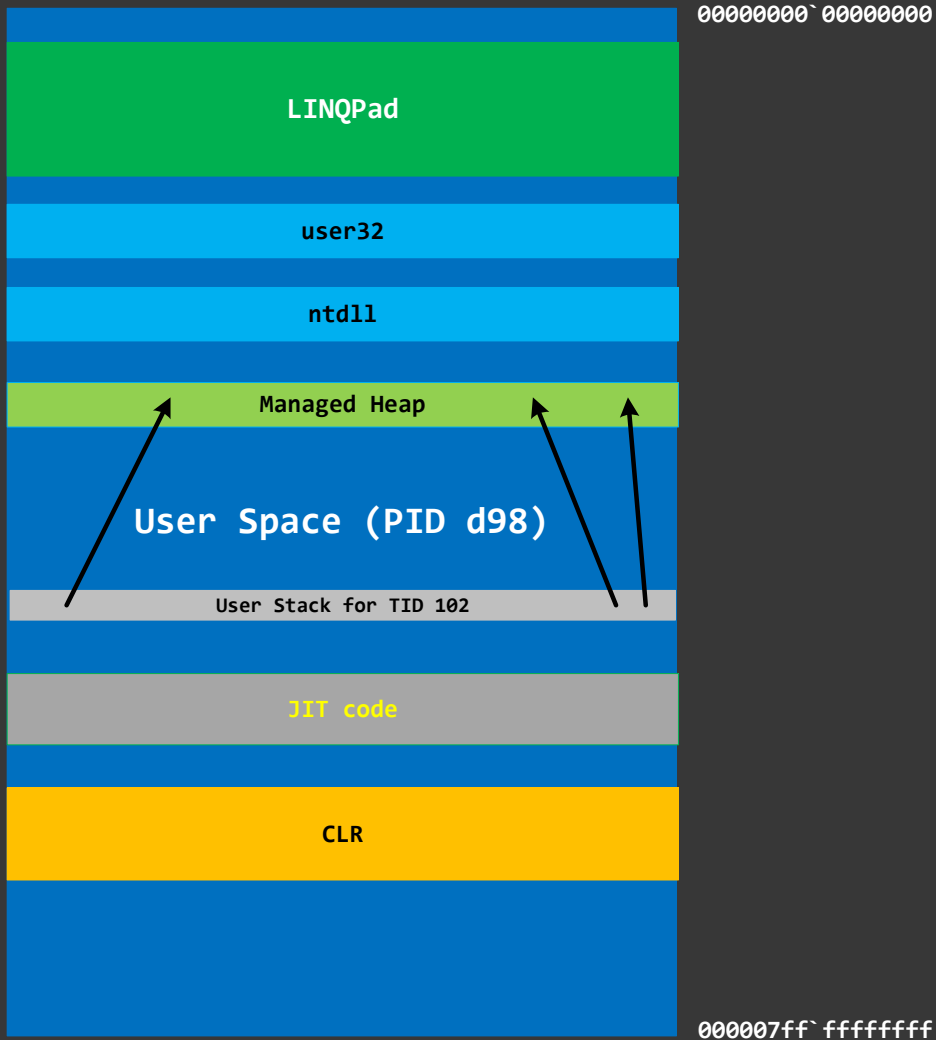 00000000`00000000
LINQPad
user32
ntdll
Managed Heap
User Space (PID d98)
User Stack for TID 102
JIT code
CLR
000007ff`ffffffff